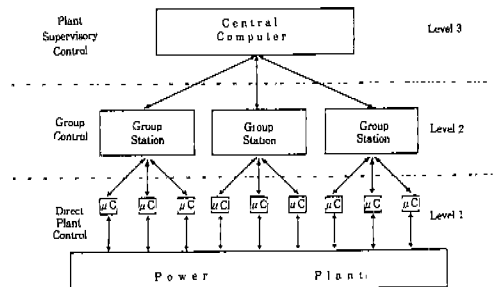 Plant
Supervisory
Control
Central
Computer
Level 3
Group
Control
Group
Station
Group
Station
Group
Station
Level 2
Direct
Plant
Control
μC μC μC μC μC μC μC μC μC
Level 1
Power Plant